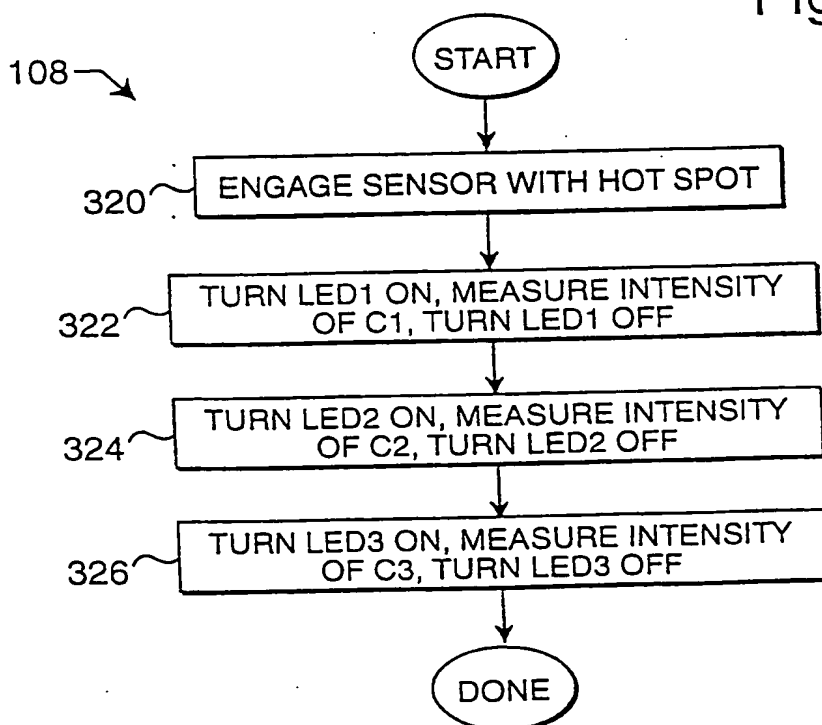 Fig
START
108
320
ENGAGE SENSOR WITH HOT SPOT
322
TURN LED1 ON, MEASURE INTENSITY
OF C1, TURN LED1 OFF
324
TURN LED2 ON, MEASURE INTENSITY
OF C2, TURN LED2 OFF
326
TURN LED3 ON, MEASURE INTENSITY
OF C3, TURN LED3 OFF
DONE